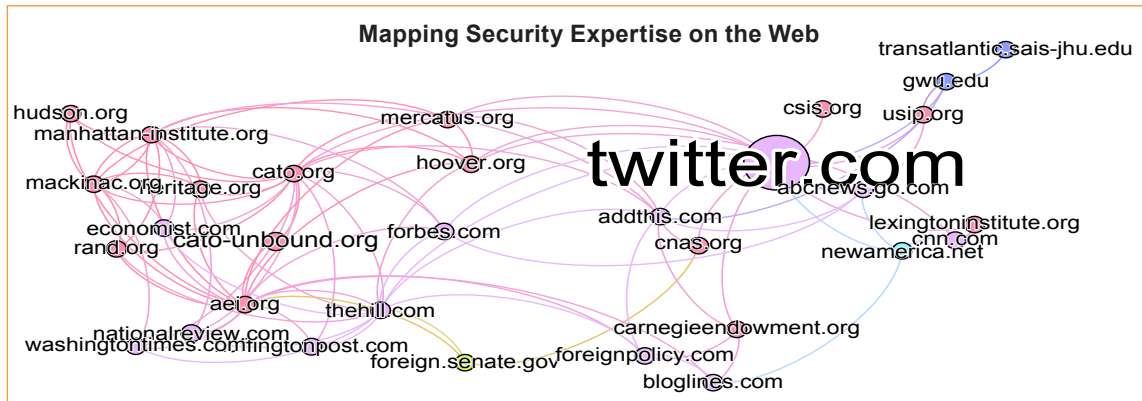 Mapping Security Expertise on the Web
transatlantic.sais-jhu.edu
gwu.edu
hudson.org
csis.org
usip.org
mercatus.org
manhattan-institute.org
hoover.org
twitter.com
cato.org
mackinac.org
heritage.org
abcnews.go.com
addthis.com
economist.com
forbes.com
lexingtoninstitute.org
cato-unbound.org
rand.org
cnas.org
cnn.com
newamerica.net
aei.org
thehill.com
carnegieendowment.org
nationalreview.com
washingtontimes.com
foreign.senate.gov
foreignpolicy.com
bloglines.com